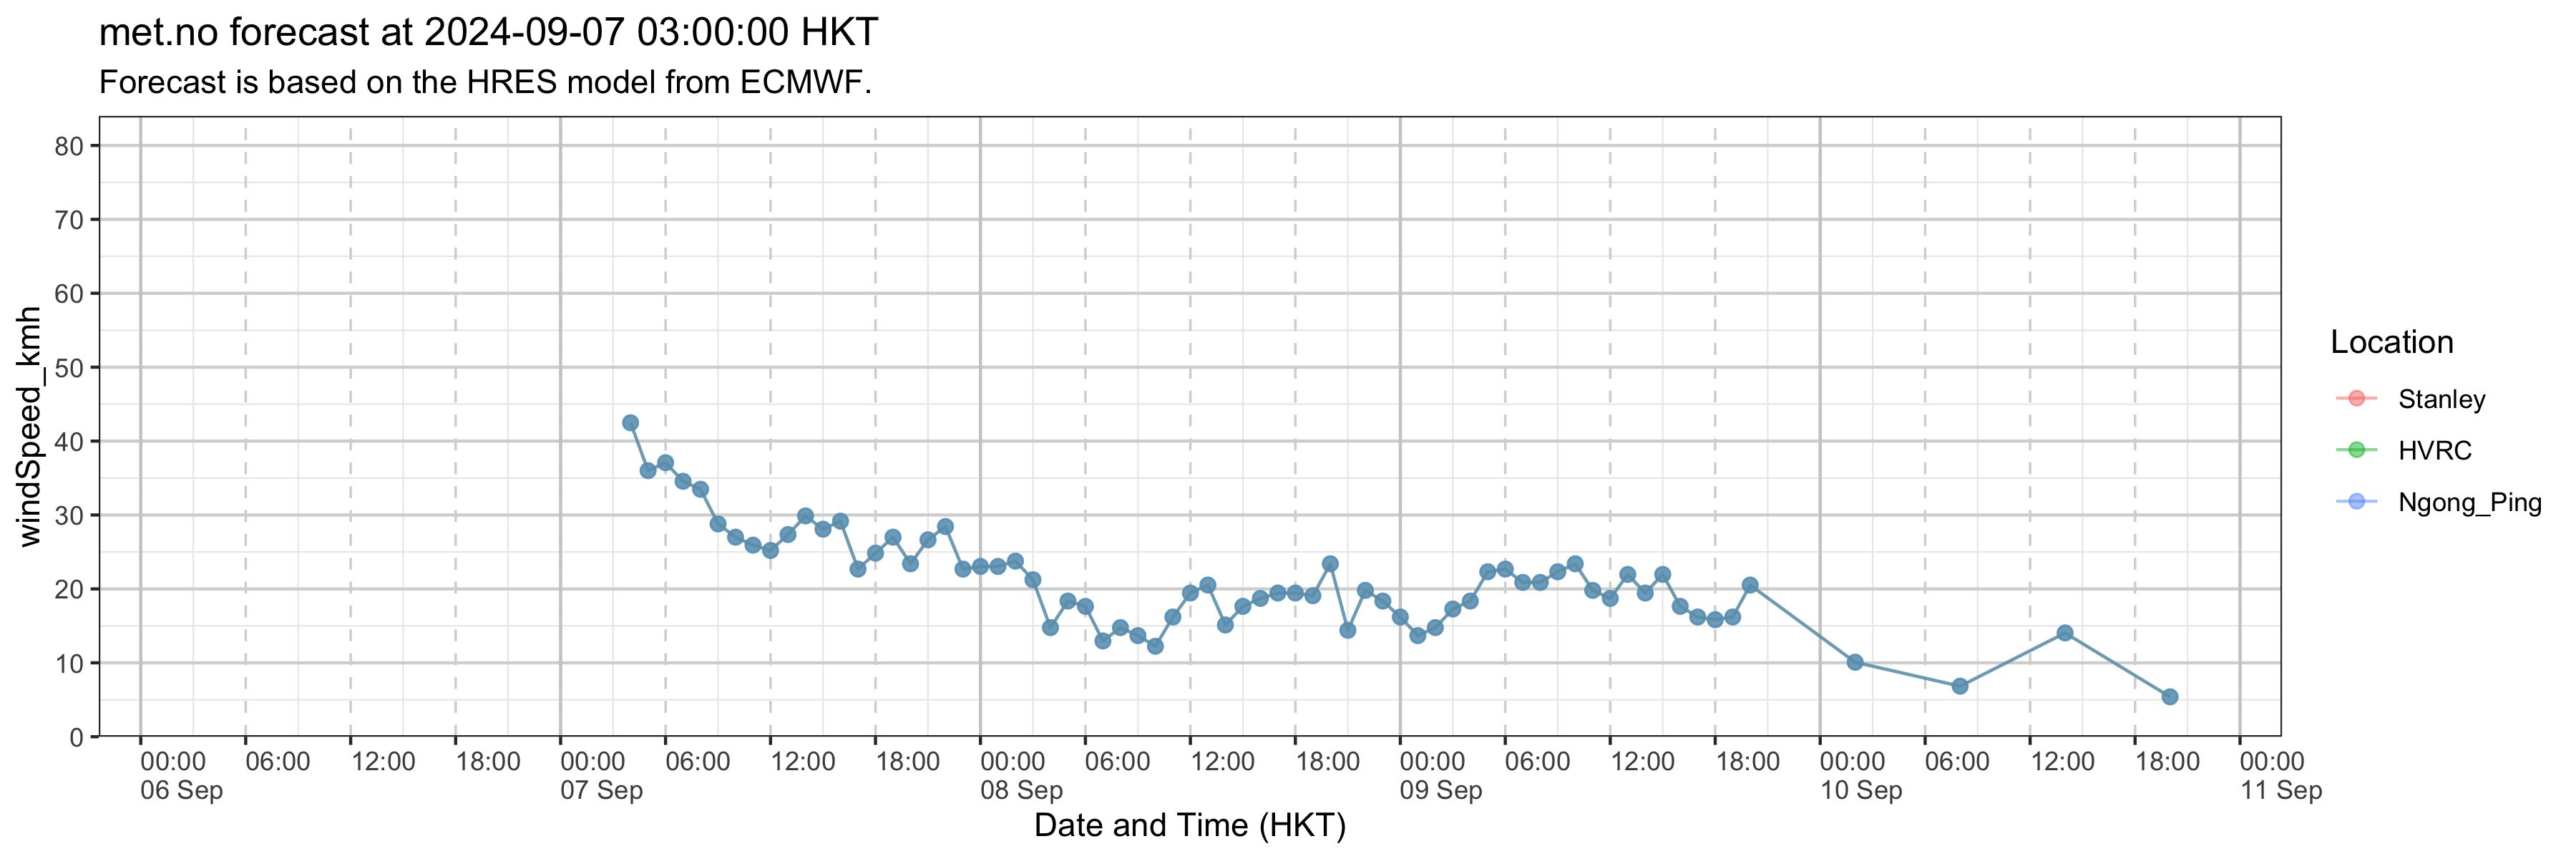 met.no forecast at 2024-09-07 03:00:00 HKT
Forecast is based on the HRES model from ECMWF.
windSpeed_kmh
80
70
60
50
40
30
20
10
0
00:00 06:00 12:00 18:00 00:00 06:00 12:00 18:00 00:00 06:00 12:00 18:00 00:00 06:00 12:00 18:00 00:00 06:00 12:00 18:00 00:00
06 Sep 07 Sep 08 Sep 09 Sep 10 Sep 11 Sep
Date and Time (HKT)
Location
Stanley
HVRC
Ngong_Ping